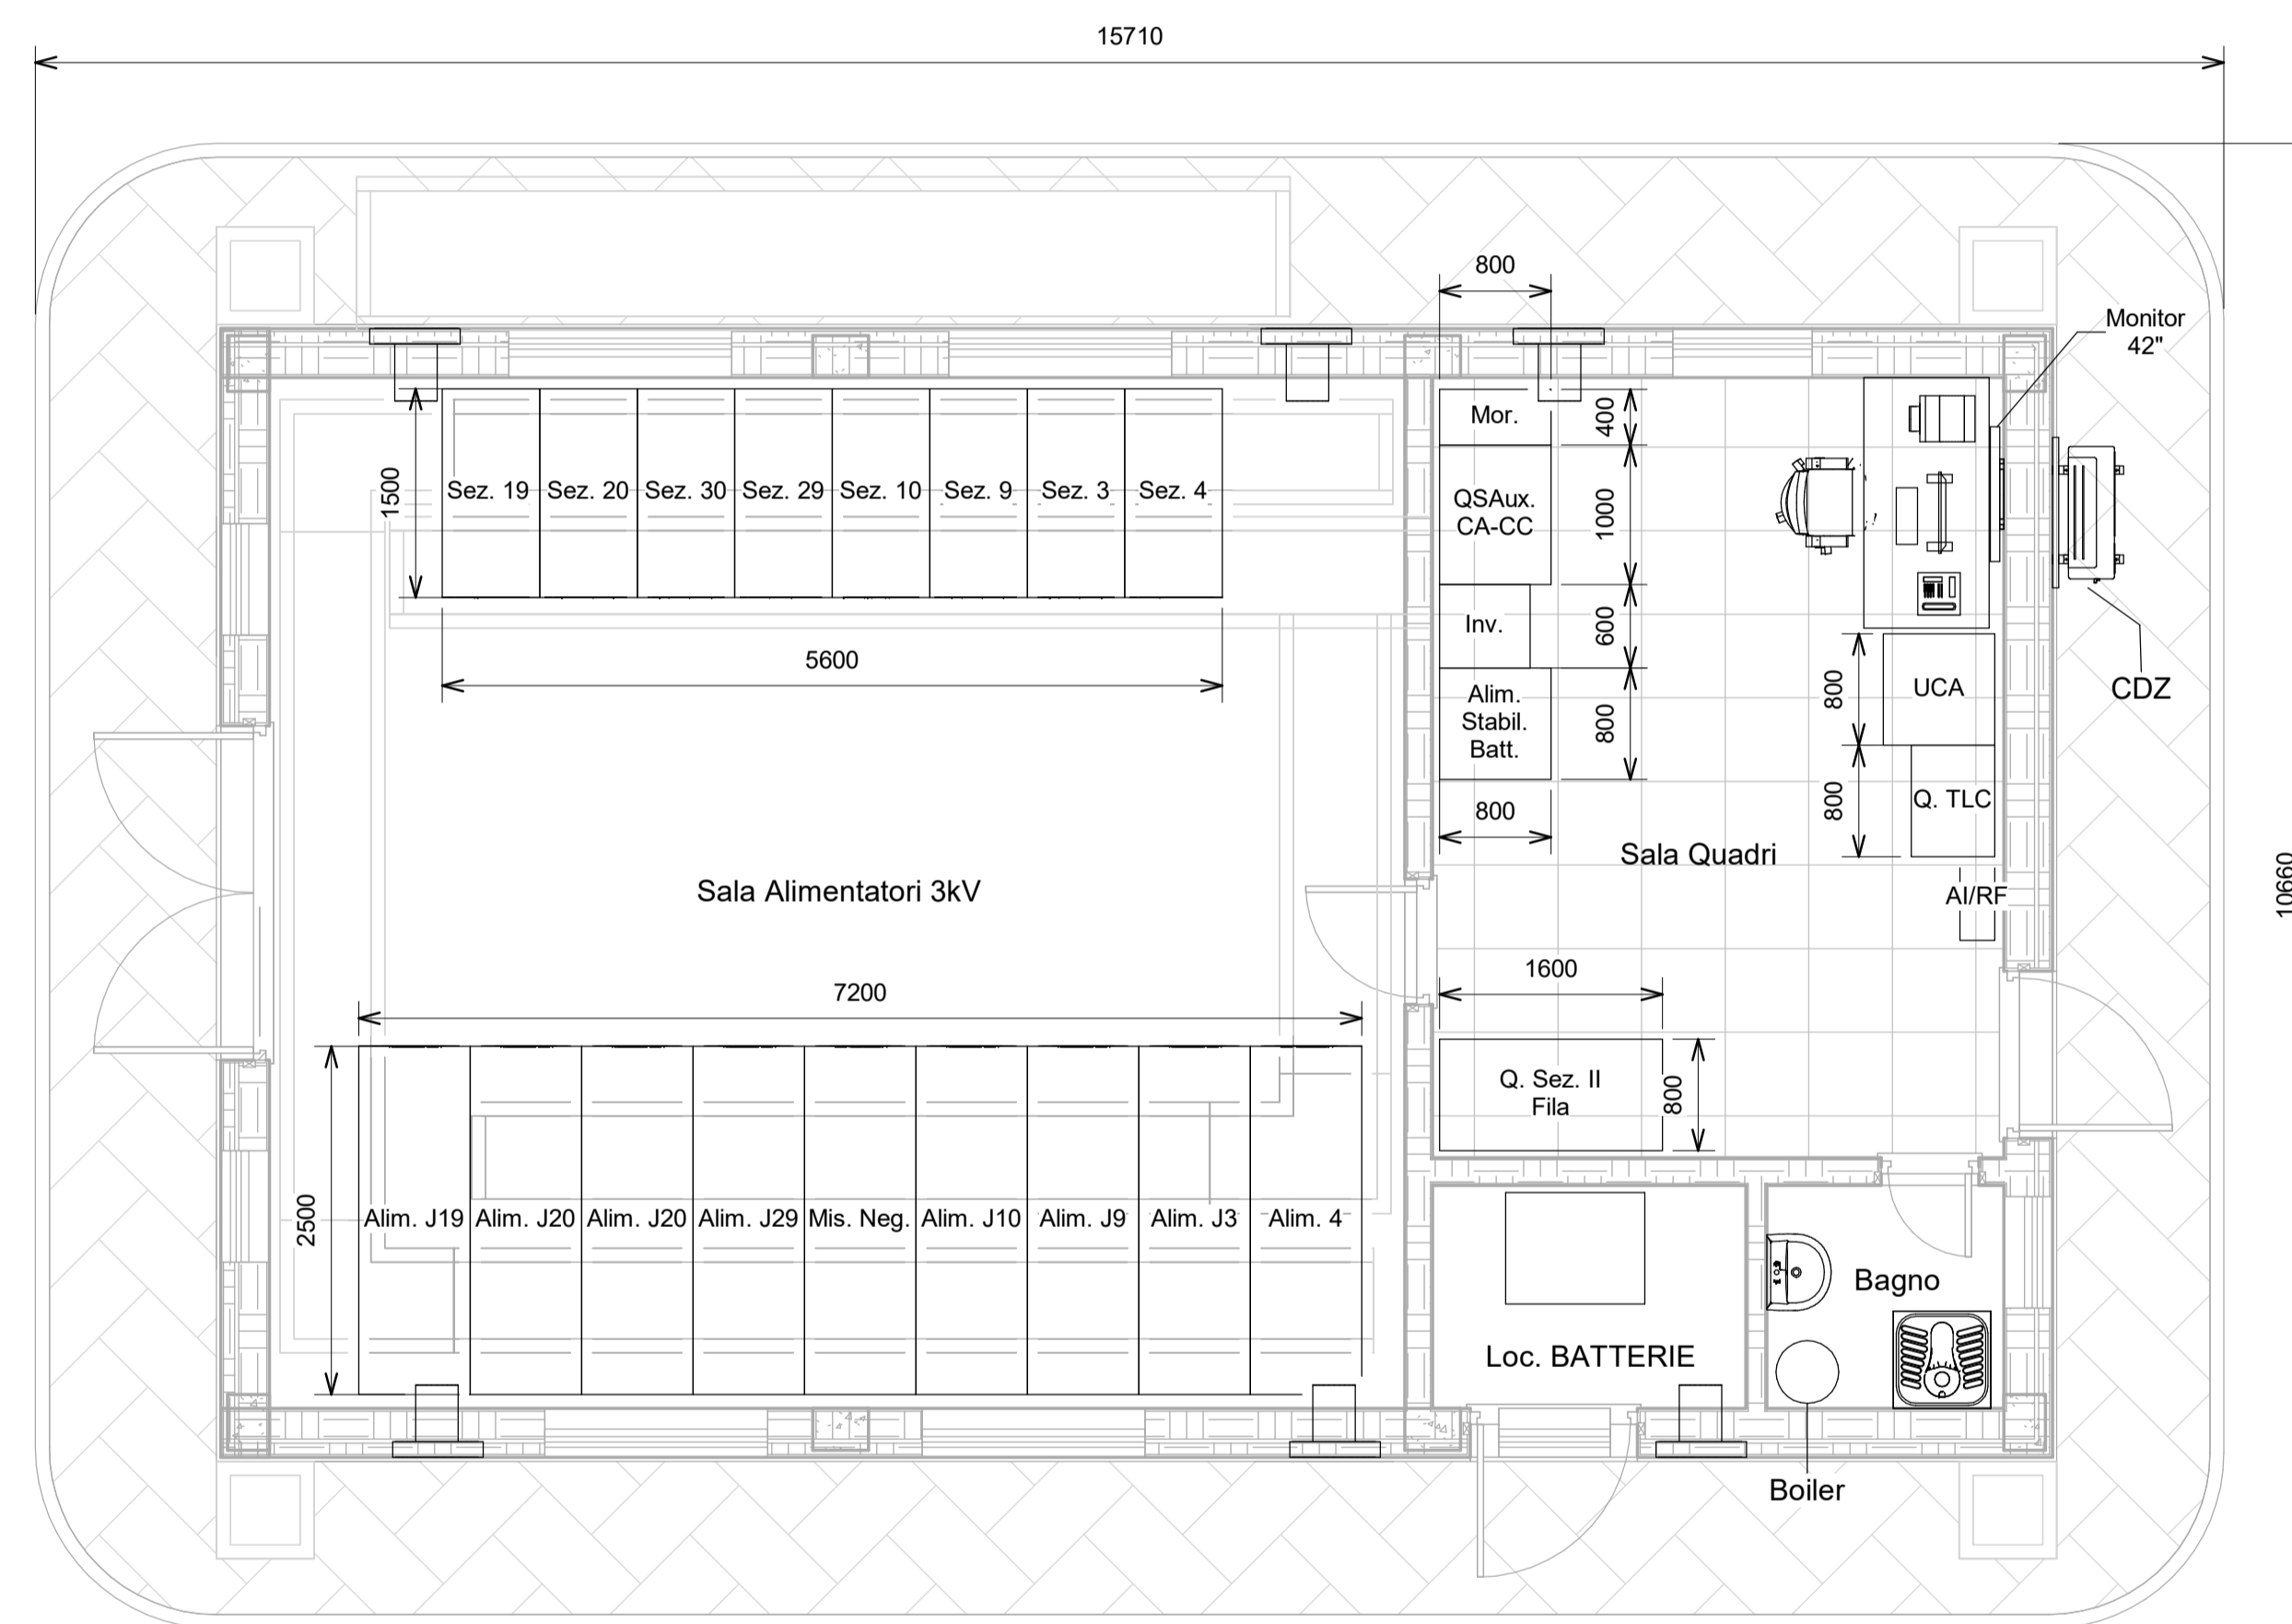 15710
800
Monitor
42"
Mor.
400
1500
Sez. 19
Sez. 20
Sez. 30
Sez. 29
Sez. 10
Sez. 9
Sez. 3
Sez. 4
QSAux.
CA-CC
1000
Inv.
600
5600
Alim.
Stabil.
Batt.
800
800
UCA
CDZ
800
800
Q. TLC
Sala Quadri
Sala Alimentatori 3kV
AI/RF
10660
7200
1600
Q. Sez. II
Fila
800
2500
Alim. J19
Alim. J20
Alim. J20
Alim. J29
Mis. Neg.
Alim. J10
Alim. J9
Alim. J3
Alim. 4
Bagno
Loc. BATTERIE
Boiler